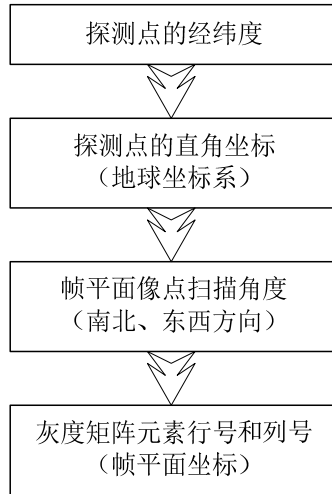 探测点的经纬度
探测点的直角坐标
（地球坐标系）
帧平面像点扫描角度
（南北、东西方向）
灰度矩阵元素行号和列号
（帧平面坐标）